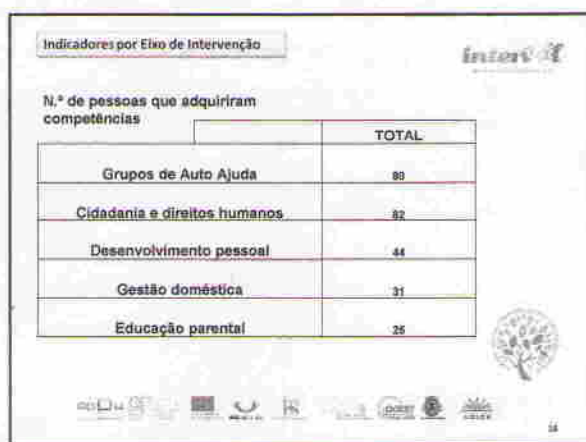 Indicadores por Eixo de Intervenção
N.º de pessoas que adquiriram
competências
TOTAL
Grupos de Auto Ajuda 80
Cidadania e direitos humanos 62
Desenvolvimento pessoal 44
Gestão doméstica 31
Educação parental 25